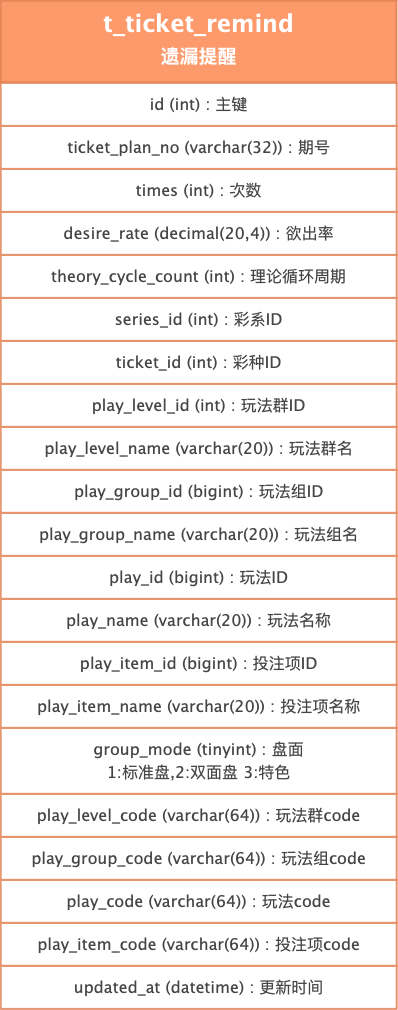 t_ticket_remind
遗漏提醒
id (int) : 主键
ticket_plan_no (varchar(32)) : 期号
times (int) : 次数
desire_rate (decimal(20,4)) : 欲出率
theory_cycle_count (int) : 理论循环周期
series_id (int) : 彩系ID
ticket_id (int) : 彩种ID
play_level_id (int) : 玩法群ID
play_level_name (varchar(20)) : 玩法群名
play_group_id (bigint) : 玩法组ID
play_group_name (varchar(20)) : 玩法组名
play_id (bigint) : 玩法ID
play_name (varchar(20)) : 玩法名称
play_item_id (bigint) : 投注项ID
play_item_name (varchar(20)) : 投注项名称
group_mode (tinyint) : 盘面
1:标准盘,2:双面盘 3:特色
play_level_code (varchar(64)) : 玩法群code
play_group_code (varchar(64)) : 玩法组code
play_code (varchar(64)) : 玩法code
play_item_code (varchar(64)) : 投注项code
updated_at (datetime) : 更新时间